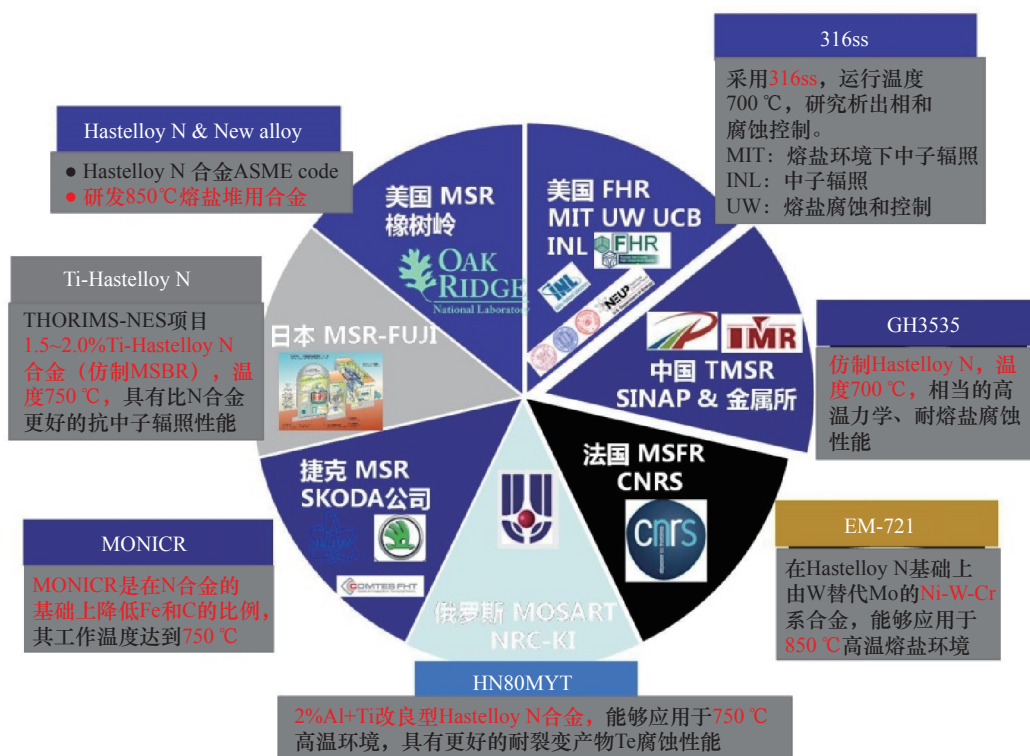 316ss
采用316ss，运行温度
700 ℃，研究析出相和
腐蚀控制。
MIT：熔盐环境下中子辐照
INL：中子辐照
UW：熔盐腐蚀和控制
Hastelloy N & New alloy
● Hastelloy N 合金ASME code
● 研发850℃熔盐堆用合金
美国 MSR
橡树岭
OAK
RIDGE
National Laboratory
美国 FHR
MIT UW UCB
INL
FHR
INL
NEUP
Ti-Hastelloy N
THORIMS-NES项目
1.5~2.0%Ti-Hastelloy N
合金（仿制MSBR），温
度750 ℃，具有比N合金
更好的抗中子辐照性能
日本 MSR-FUJI
TMR
中国 TMSR
SINAP & 金属所
GH3535
仿制Hastelloy N，温
度700 ℃，相当的高
温力学、耐熔盐腐蚀
性能
捷克 MSR
SKODA公司
COMTES FHT
法国 MSFR
CNRS
cnrs
MONICR
MONICR是在N合金的
基础上降低Fe和C的比例，
其工作温度达到750 ℃
俄罗斯 MOSART
NRC-KI
EM-721
在Hastelloy N基础上
由W替代Mo的Ni-W-Cr
系合金，能够应用于
850 ℃高温熔盐环境
HN80MYT
2%Al+Ti改良型Hastelloy N合金，能够应用于750 ℃
高温环境，具有更好的耐裂变产物Te腐蚀性能